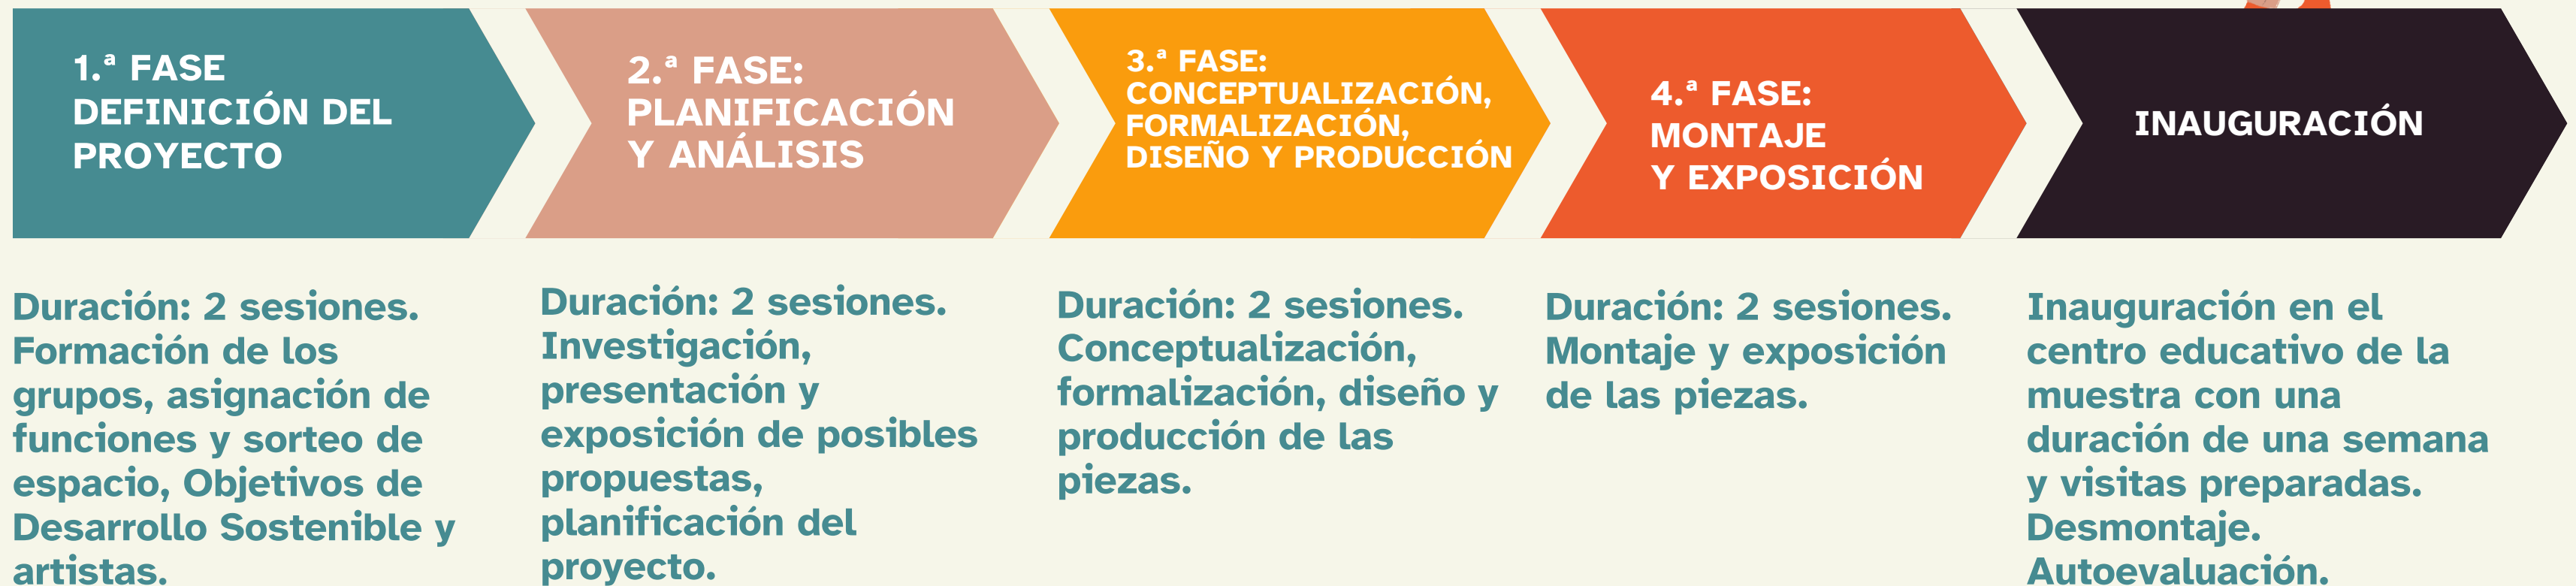 1.ª FASE
DEFINICIÓN DEL
PROYECTO
2.ª FASE:
PLANIFICACIÓN
Y ANÁLISIS
3.ª FASE:
CONCEPTUALIZACIÓN,
FORMALIZACIÓN,
DISEÑO Y PRODUCCIÓN
4.ª FASE:
MONTAJE
Y EXPOSICIÓN
INAUGURACIÓN
Duración: 2 sesiones.
Formación de los
grupos, asignación de
funciones y sorteo de
espacio, Objetivos de
Desarrollo Sostenible y
artistas.
Duración: 2 sesiones.
Investigación,
presentación y
exposición de posibles
propuestas,
planificación del
proyecto.
Duración: 2 sesiones.
Conceptualización,
formalización, diseño y
producción de las
piezas.
Duración: 2 sesiones.
Montaje y exposición
de las piezas.
Inauguración en el
centro educativo de la
muestra con una
duración de una semana
y visitas preparadas.
Desmontaje.
Autoevaluación.